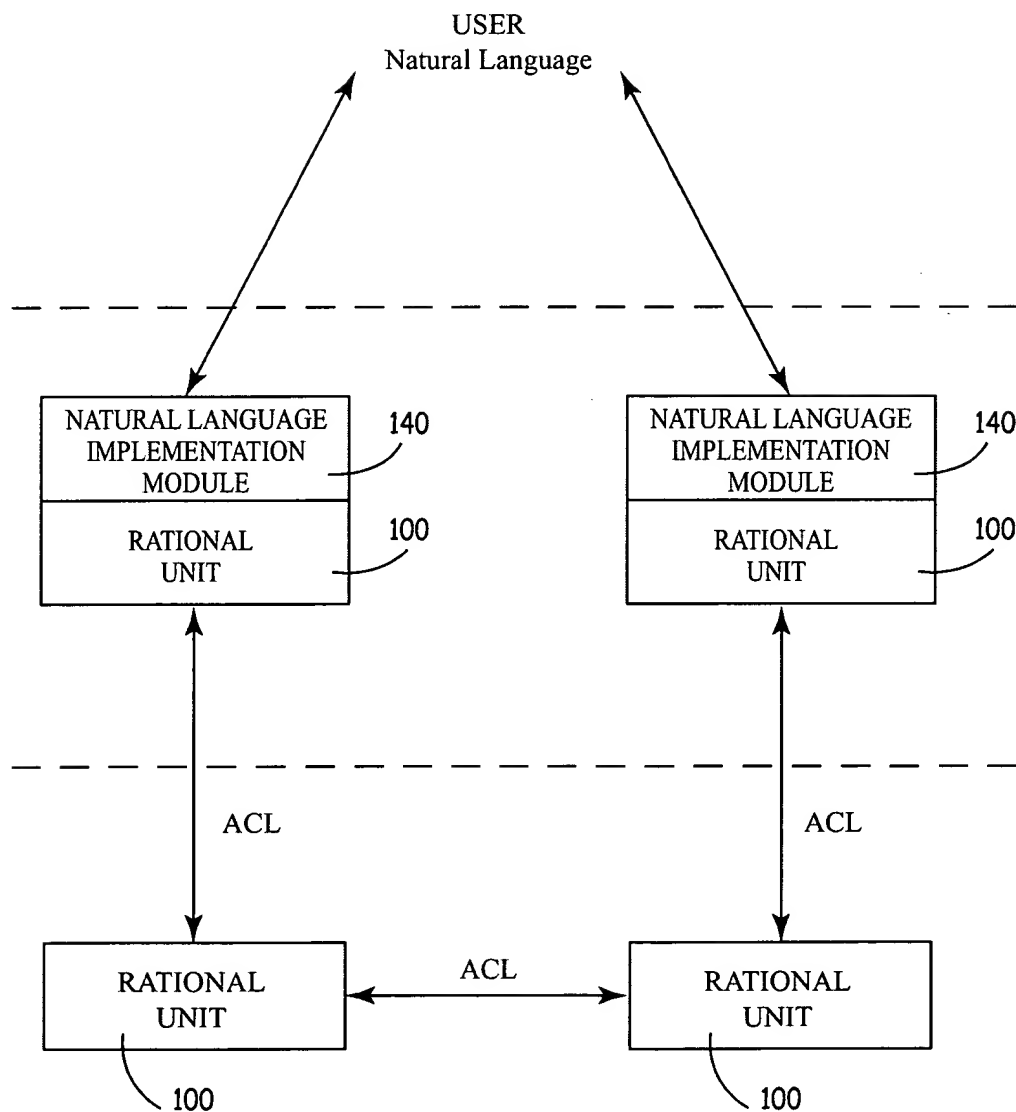 USER
Natural Language
NATURAL LANGUAGE
IMPLEMENTATION
MODULE
140
RATIONAL
UNIT
100
NATURAL LANGUAGE
IMPLEMENTATION
MODULE
140
RATIONAL
UNIT
100
ACL
ACL
RATIONAL
UNIT
100
ACL
RATIONAL
UNIT
100